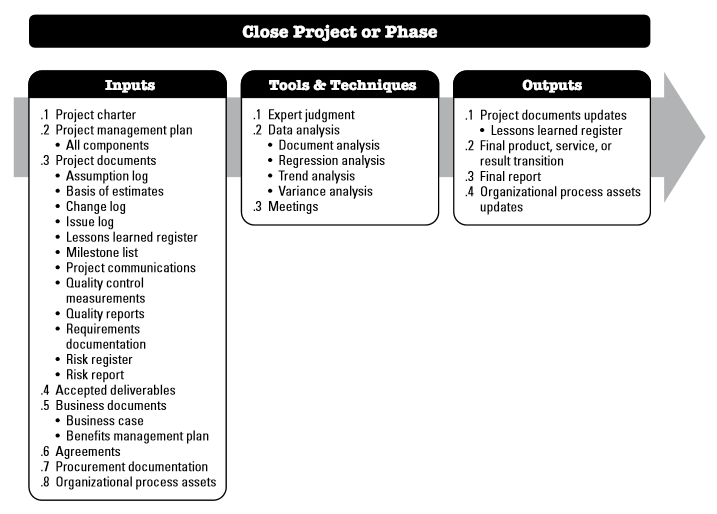 Close Project or Phase
Inputs
.1 Project charter
.2 Project management plan
• All components
.3 Project documents
• Assumption log
• Basis of estimates
• Change log
• Issue log
• Lessons learned register
• Milestone list
• Project communications
• Quality control
measurements
• Quality reports
• Requirements
documentation
• Risk register
• Risk report
.4 Accepted deliverables
.5 Business documents
• Business case
• Benefits management plan
.6 Agreements
.7 Procurement documentation
.8 Organizational process assets
Tools & Techniques
.1 Expert judgment
.2 Data analysis
• Document analysis
• Regression analysis
• Trend analysis
• Variance analysis
.3 Meetings
Outputs
.1 Project documents updates
• Lessons learned register
.2 Final product, service, or
result transition
.3 Final report
.4 Organizational process assets
updates